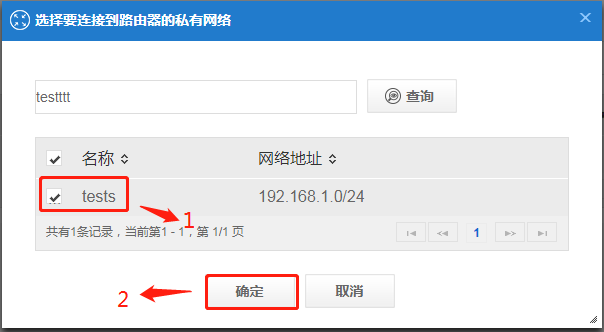 选择要连接到路由器的私有网络
testttt 查询
名称 网络地址
tests 192.168.1.0/24
1
共有1条记录，当前第1 - 1，第 1/1 页 1
2 确定 取消